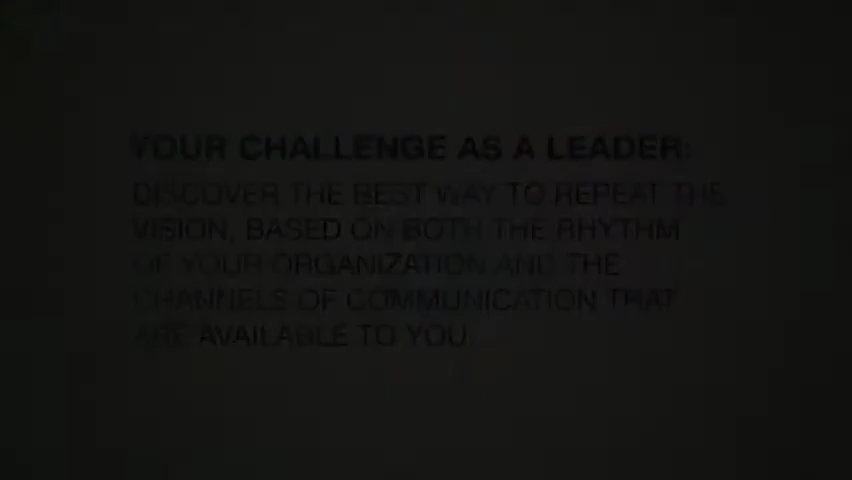 YOUR CHALLENGE AS A LEADER:
DISCOVER THE BEST WAY TO REPEAT THE
VISION, BASED ON BOTH THE RHYTHM
OF YOUR ORGANIZATION AND THE
CHANNELS OF COMMUNICATION THAT
ARE AVAILABLE TO YOU.